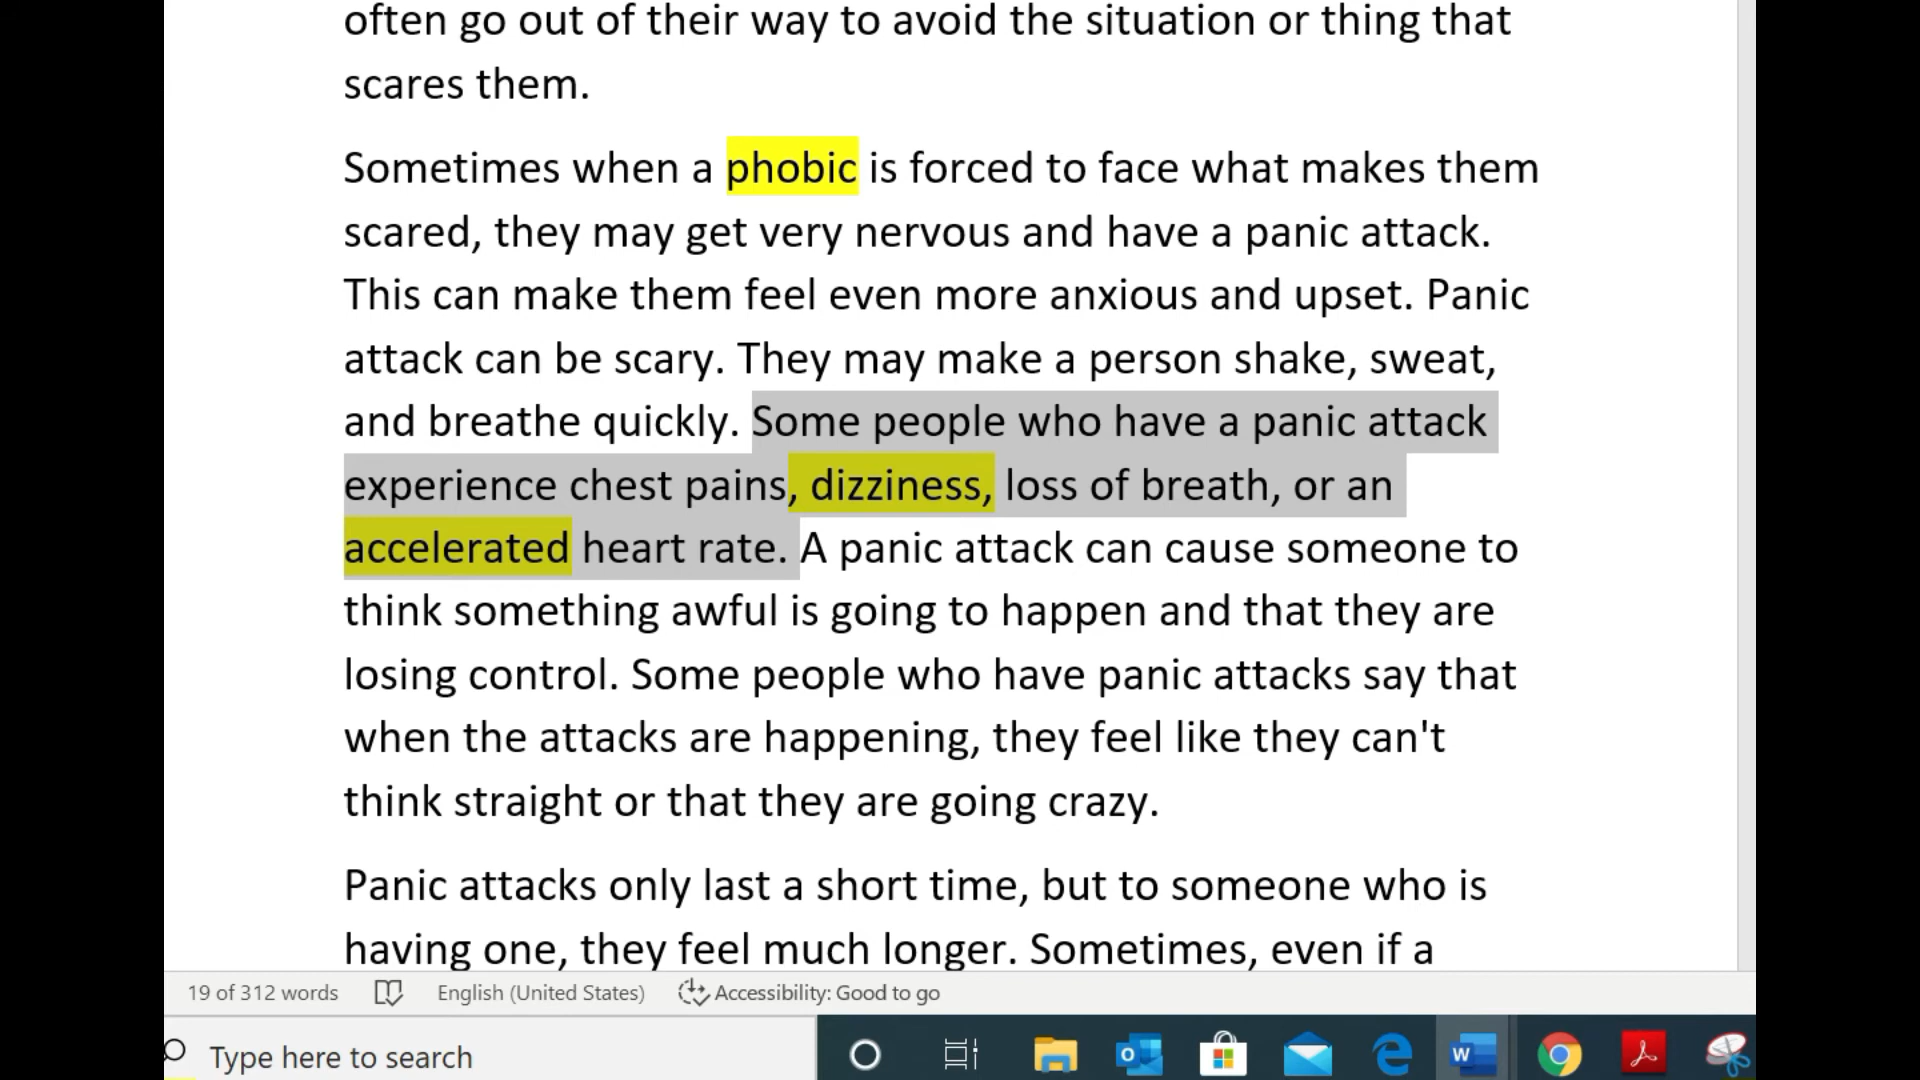 often go out of their way to avoid the situation or thing that
scares them.
Sometimes when a phobic is forced to face what makes them
scared, they may get very nervous and have a panic attack.
This can make them feel even more anxious and upset. Panic
attack can be scary. They may make a person shake, sweat,
and breathe quickly. Some people who have a panic attack
experience chest pains, dizziness, loss of breath, or an
accelerated heart rate. A panic attack can cause someone to
think something awful is going to happen and that they are
losing control. Some people who have panic attacks say that
when the attacks are happening, they feel like they can't
think straight or that they are going crazy.
Panic attacks only last a short time, but to someone who is
having one, they feel much longer. Sometimes, even if a
19 of 312 words English (United States) Accessibility: Good to go
Type here to search